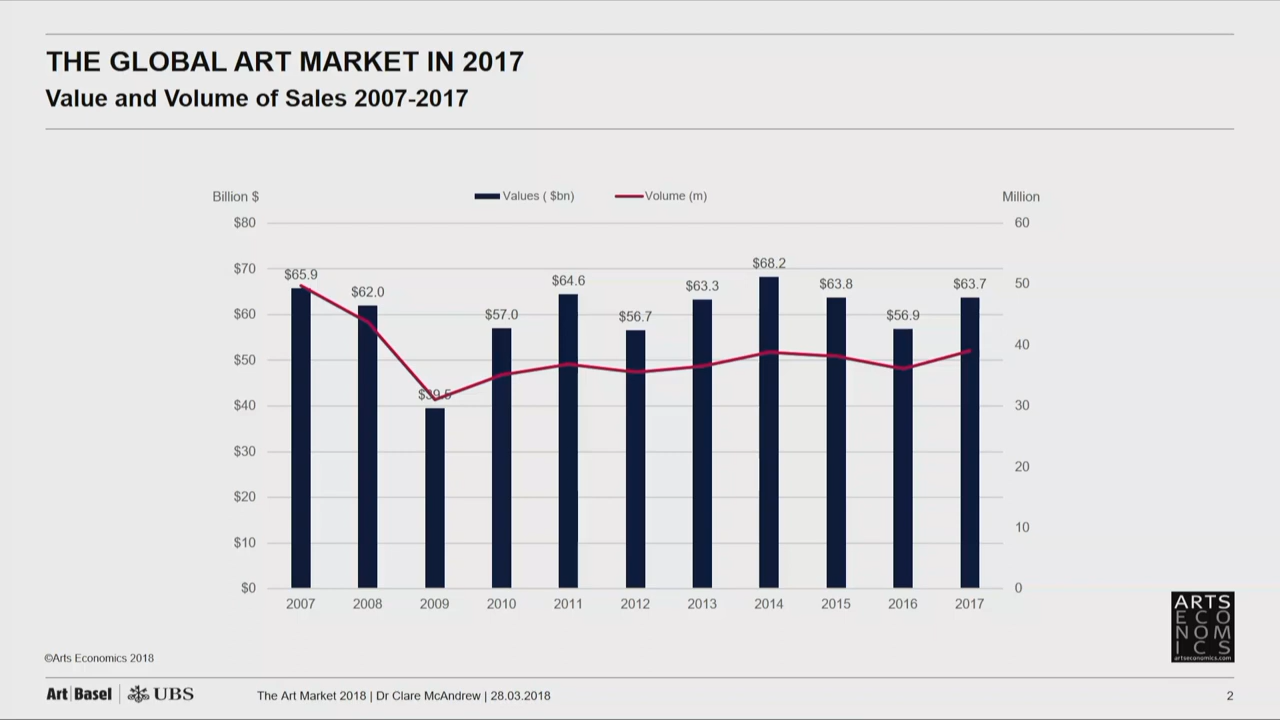 THE GLOBAL ART MARKET IN 2017
Value and Volume of Sales 2007-2017
Billion $
Values ( $bn)
Volume (m)
Million
$80
$70
$60
$50
$40
$30
$20
$10
$0
$65.9
$62.0
$39.5
$57.0
$64.6
$56.7
$63.3
$68.2
$63.8
$56.9
$63.7
60
50
40
30
20
10
0
2007
2008
2009
2010
2011
2012
2013
2014
2015
2016
2017
ARTS
ECO
NOM
ICS
artseconomics.com
©Arts Economics 2018
Art|Basel | UBS
The Art Market 2018 | Dr Clare McAndrew | 28.03.2018
2